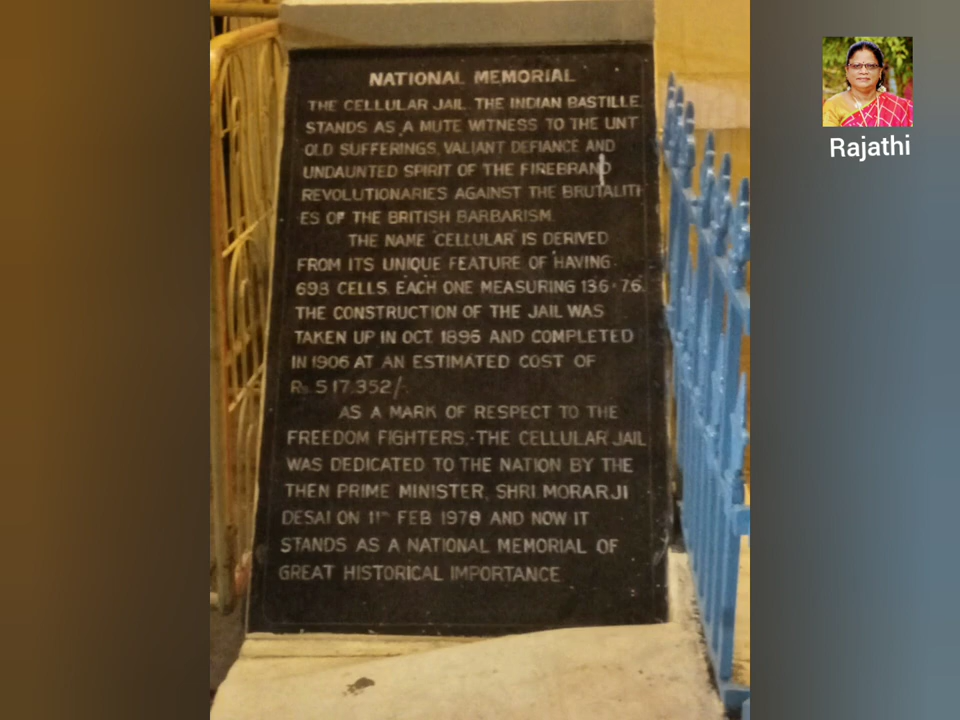 NATIONAL MEMORIAL
THE CELLULAR JAIL, THE INDIAN BASTILLE,
STANDS AS A MUTE WITNESS TO THE UNT
OLD SUFFERINGS, VALIANT DEFIANCE AND
UNDAUNTED SPIRIT OF THE FIREBRAND
REVOLUTIONARIES AGAINST THE BRUTALITI
ES OF THE BRITISH BARBARISM.
THE NAME "CELLULAR" IS DERIVED
FROM ITS UNIQUE FEATURE OF HAVING
693 CELLS, EACH ONE MEASURING
THE CONSTRUCTION OF THE JAIL WAS
TAKEN UP IN OCT. 1896 AND COMPLETED
IN 1906 AT AN ESTIMATED COST OF
Rs. 5 17,352/-.
AS A MARK OF RESPECT TO THE
FREEDOM FIGHTERS, THE CELLULAR JAIL
WAS DEDICATED TO THE NATION BY THE
THEN PRIME MINISTER, SHRI MORARJI
DESAI ON 11TH FEB 1979 AND NOW IT
STANDS AS A NATIONAL MEMORIAL OF
GREAT HISTORICAL IMPORTANCE
Rajathi